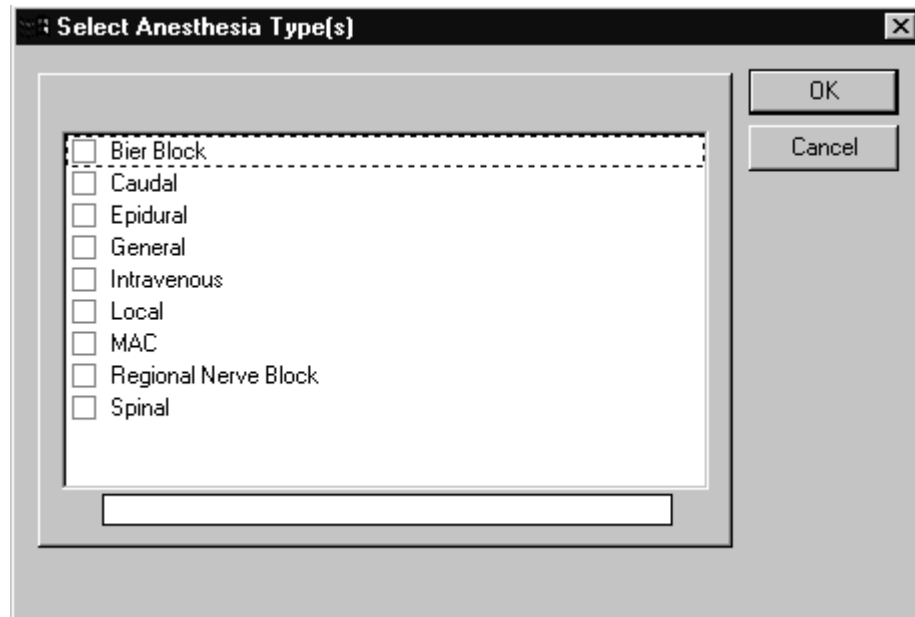 Select Anesthesia Type(s)
OK
Cancel
Bier Block
Caudal
Epidural
General
Intravenous
Local
MAC
Regional Nerve Block
Spinal